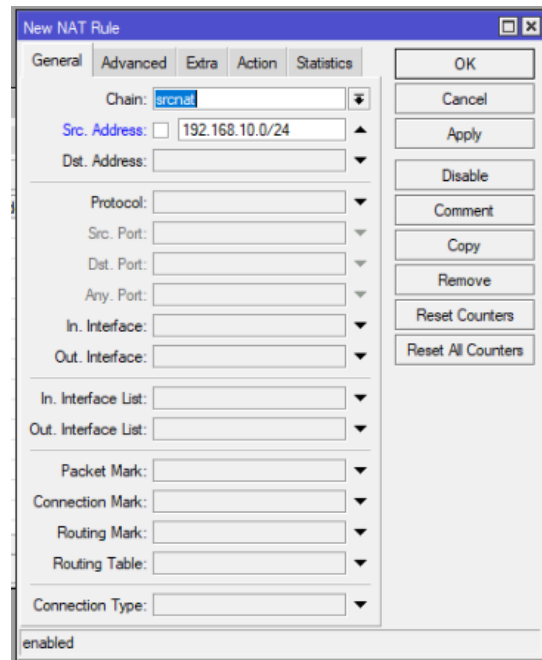 New NAT Rule
General Advanced Extra Action Statistics
Chain: srcnat
Src. Address: 192.168.10.0/24
Dst. Address:
Protocol:
Src. Port:
Dst. Port:
Any. Port:
In. Interface:
Out. Interface:
In. Interface List:
Out. Interface List:
Packet Mark:
Connection Mark:
Routing Mark:
Routing Table:
Connection Type:
enabled
OK
Cancel
Apply
Disable
Comment
Copy
Remove
Reset Counters
Reset All Counters